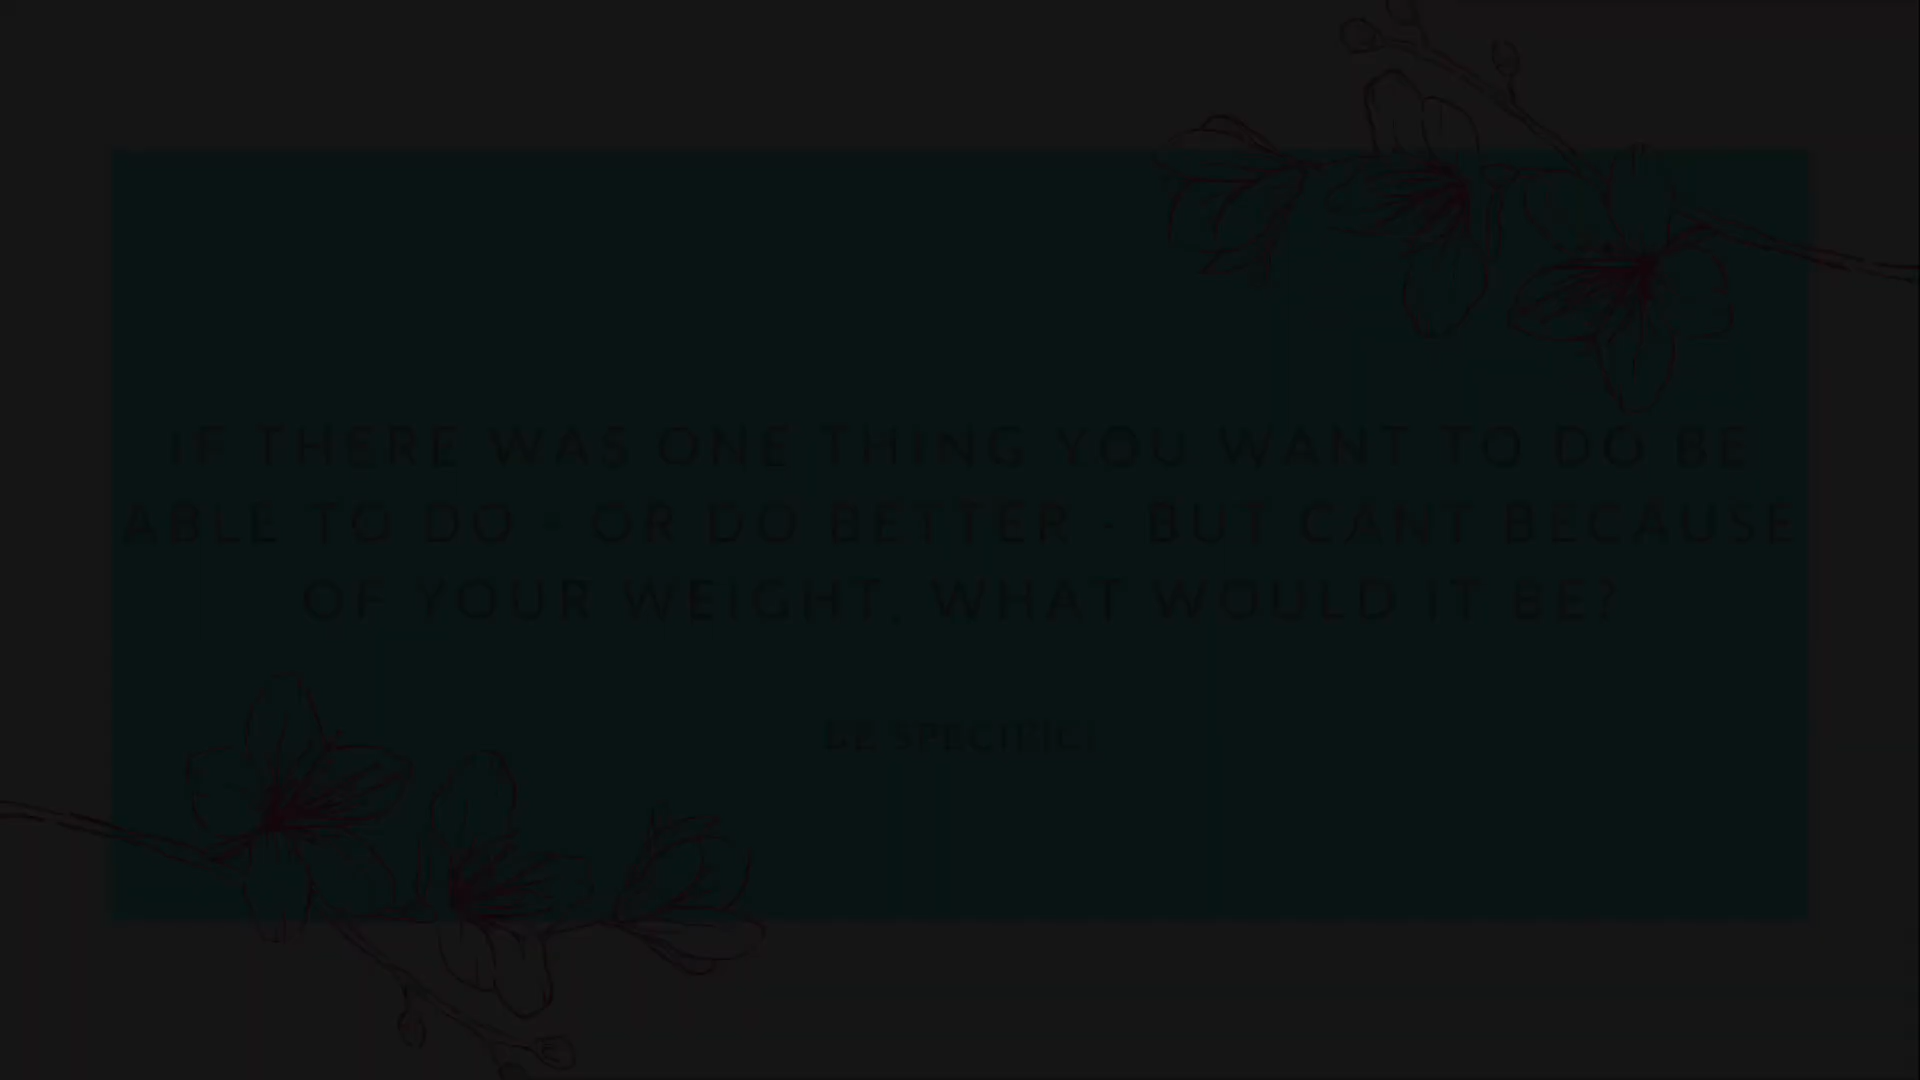 IF THERE WAS ONE THING YOU WANT TO DO BE
ABLE TO DO - OR DO BETTER - BUT CANT BECAUSE
OF YOUR WEIGHT, WHAT WOULD IT BE?
BE SPECIFIC!